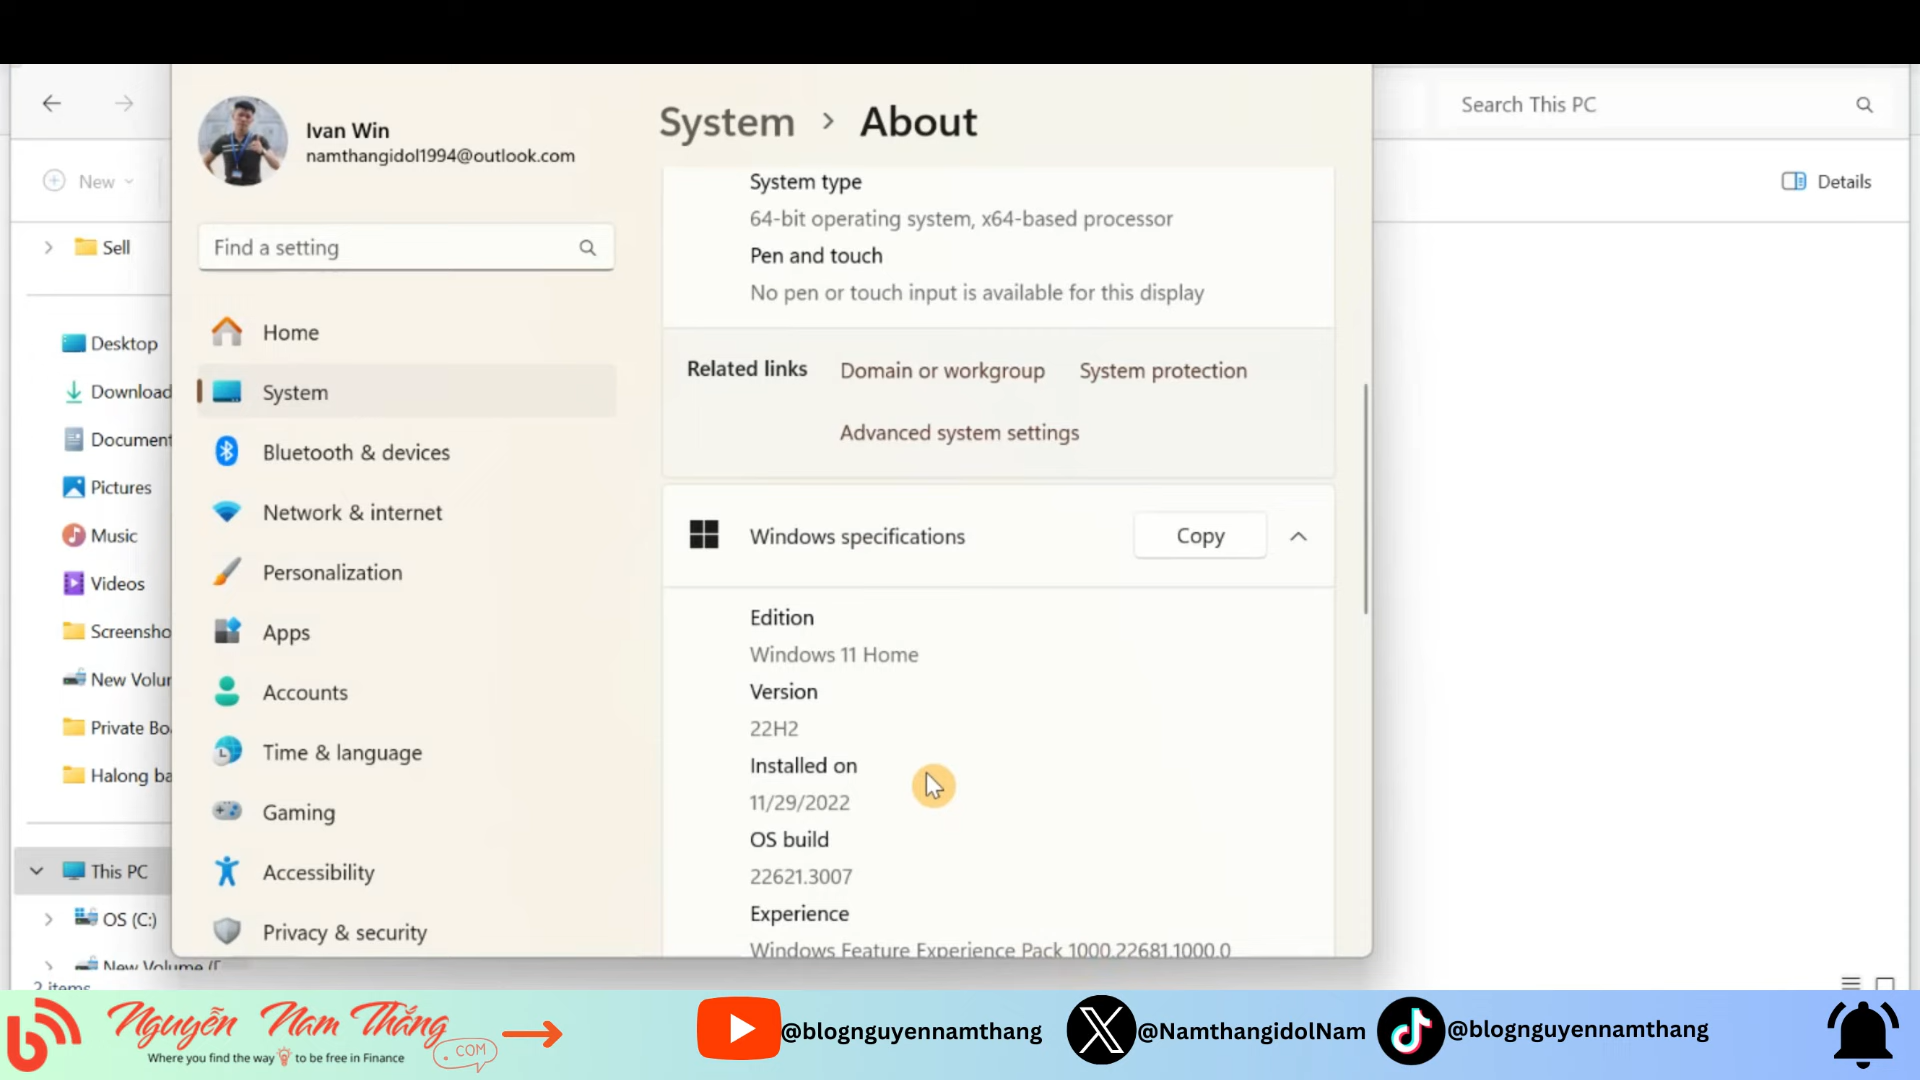 Search This PC
New
Details
Sell
Desktop
Download
Document
Pictures
Music
Videos
Screensho
New Volur
Private Bo
Halong ba
This PC
OS (C:)
New Volume
2 items
Ivan Win
namthangidol1994@outlook.com
Find a setting
Home
System
Bluetooth & devices
Network & internet
Personalization
Apps
Accounts
Time & language
Gaming
Accessibility
Privacy & security
System > About
System type
64-bit operating system, x64-based processor
Pen and touch
No pen or touch input is available for this display
Related links
Domain or workgroup
System protection
Advanced system settings
Windows specifications
Copy
Edition
Windows 11 Home
Version
22H2
Installed on
11/29/2022
OS build
22621.3007
Experience
Windows Feature Experience Pack 1000.22681.1000.0
Nguyễn Nam Thắng
.COM
Where you find the way to be free in Finance
@blognguyennamthang
@NamthangidolNam
@blognguyennamthang